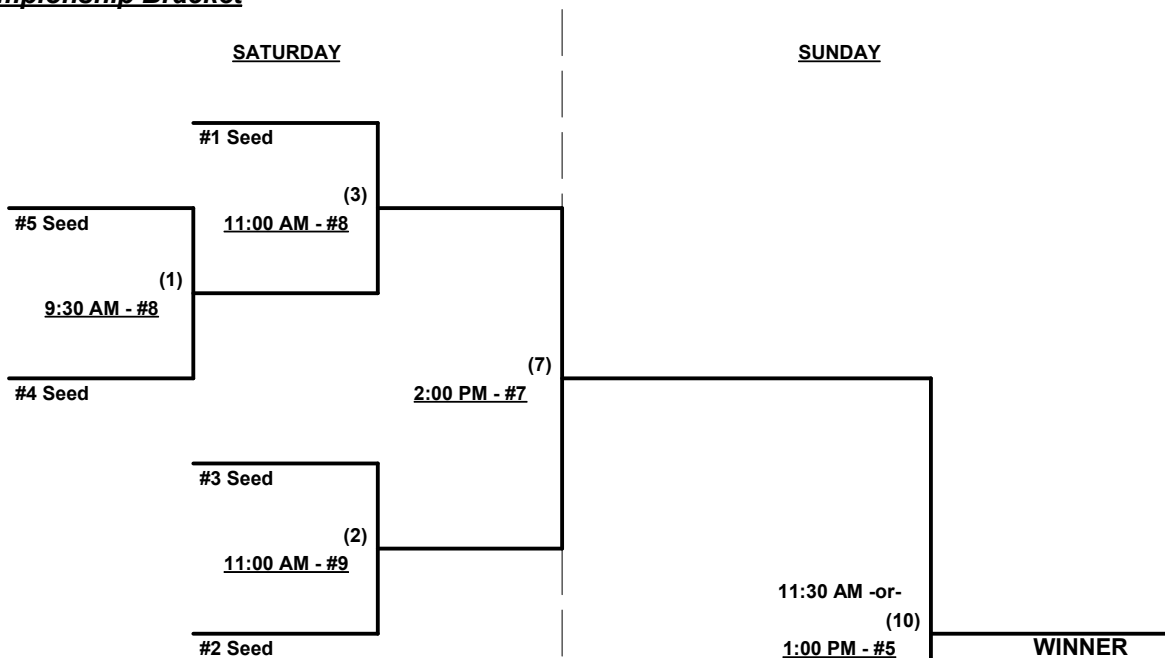 SATURDAY
SUNDAY
#1 Seed
(3)
11:00 AM - #8
#5 Seed
(1)
9:30 AM - #8
#4 Seed
(7)
2:00 PM - #7
#3 Seed
(2)
11:00 AM - #9
#2 Seed
11:30 AM -or-
(10)
1:00 PM - #5
WINNER